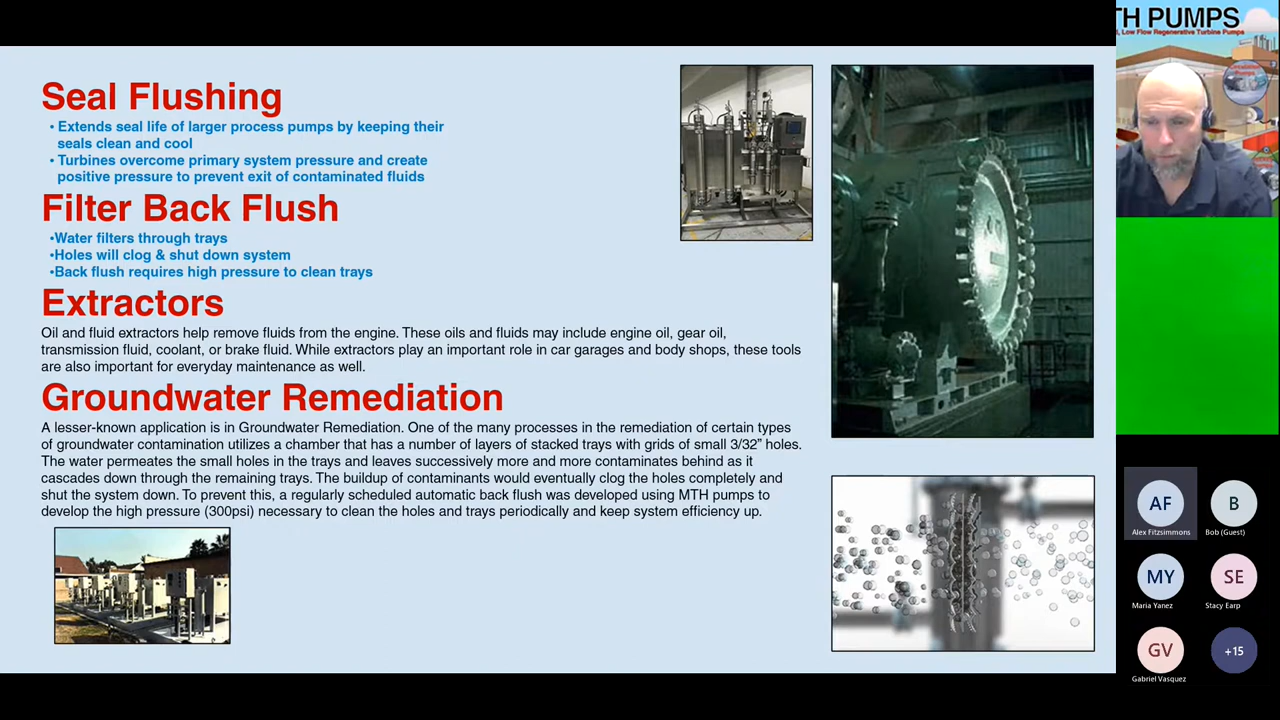 Seal Flushing
• Extends seal life of larger process pumps by keeping their
seals clean and cool
• Turbines overcome primary system pressure and create
positive pressure to prevent exit of contaminated fluids
Filter Back Flush
•Water filters through trays
•Holes will clog & shut down system
•Back flush requires high pressure to clean trays
Extractors
Oil and fluid extractors help remove fluids from the engine. These oils and fluids may include engine oil, gear oil,
transmission fluid, coolant, or brake fluid. While extractors play an important role in car garages and body shops, these tools
are also important for everyday maintenance as well.
Groundwater Remediation
A lesser-known application is in Groundwater Remediation. One of the many processes in the remediation of certain types
of groundwater contamination utilizes a chamber that has a number of layers of stacked trays with grids of small 3/32” holes.
The water permeates the small holes in the trays and leaves successively more and more contaminates behind as it
cascades down through the remaining trays. The buildup of contaminants would eventually clog the holes completely and
shut the system down. To prevent this, a regularly scheduled automatic back flush was developed using MTH pumps to
develop the high pressure (300psi) necessary to clean the holes and trays periodically and keep system efficiency up.
TH PUMPS
, Low Flow Regenerative Turbine Pumps
AF
Alex Fitzsimmons
B
Bob (Guest)
MY
Maria Yanez
SE
Stacy Earp
GV
Gabriel Vasquez
+15